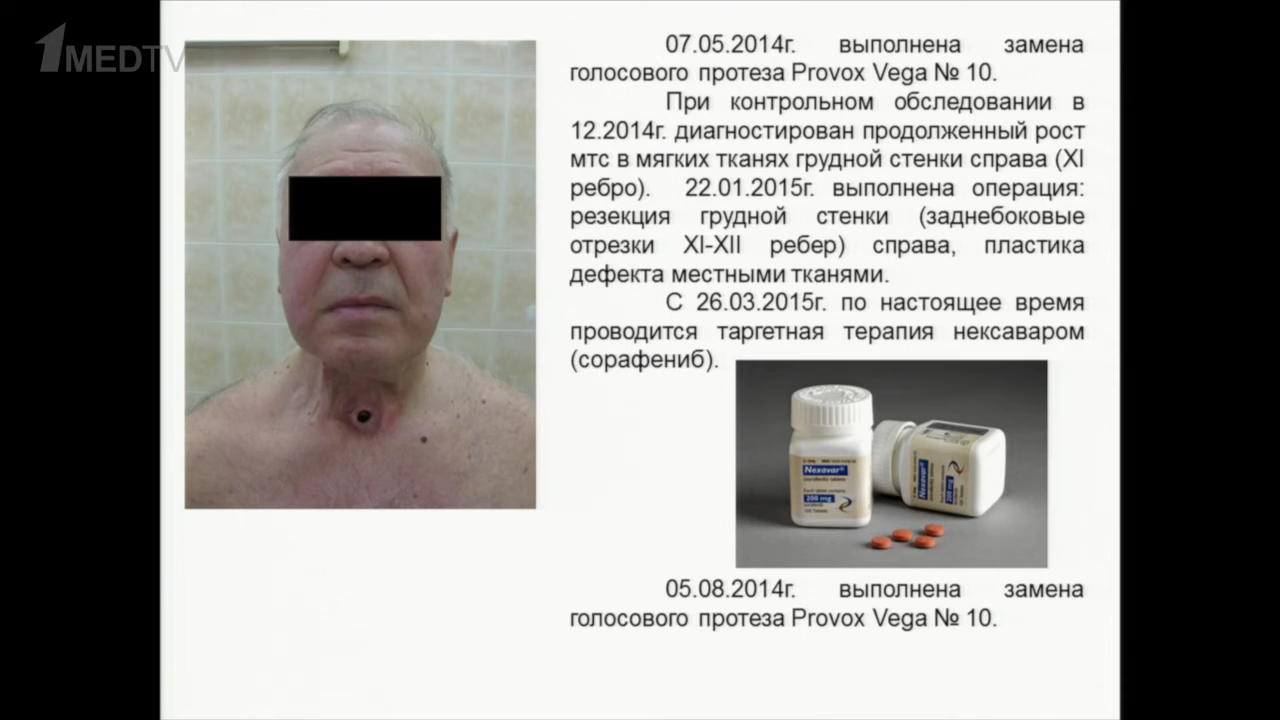 1MEDTV
07.05.2014г. выполнена замена
голосового протеза Provox Vega № 10.
При контрольном обследовании в
12.2014г. диагностирован продолженный рост
мтс в мягких тканях грудной стенки справа (XI
ребро). 22.01.2015г. выполнена операция:
резекция грудной стенки (заднебоковые
отрезки XI-XII ребер) справа, пластика
дефекта местными тканями.
С 26.03.2015г. по настоящее время
проводится таргетная терапия нексаваром
(сорафениб).
Nexavar®
200 mg
Nexavar®
200 mg
05.08.2014г. выполнена замена
голосового протеза Provox Vega № 10.